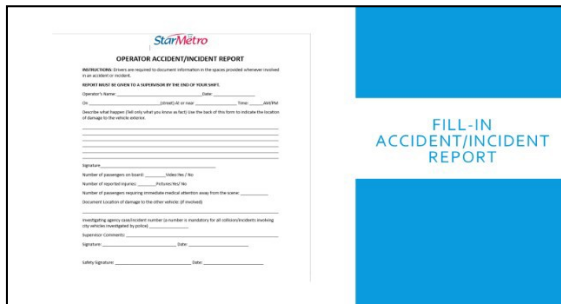 StarMetro
OPERATOR ACCIDENT/INCIDENT REPORT
INSTRUCTIONS: Drivers are required to document information in the spaces provided whenever involved
in an accident or incident.
REPORT MUST BE GIVEN TO A SUPERVISOR BY THE END OF YOUR SHIFT.
Operator's Name: Date:
On (street) At or near Time: AM/PM
Describe what happen (Tell only what you know as fact) Use the back of this form to indicate the location
of damage to the vehicle exterior.
Signature
Number of passengers on board: Video:Yes / No
Number of reported injuries: Pictures:Yes/ No
Number of passengers requiring immediate medical attention away from the scene:
Document Location of damage to the other vehicle: (if involved)
Investigating agency case/incident number (a number is mandatory for all collision/incidents involving
city vehicles investigated by police)
Supervisor Comments:
Signature: Date:
Safety Signature: Date:
FILL-IN
ACCIDENT/INCIDENT
REPORT